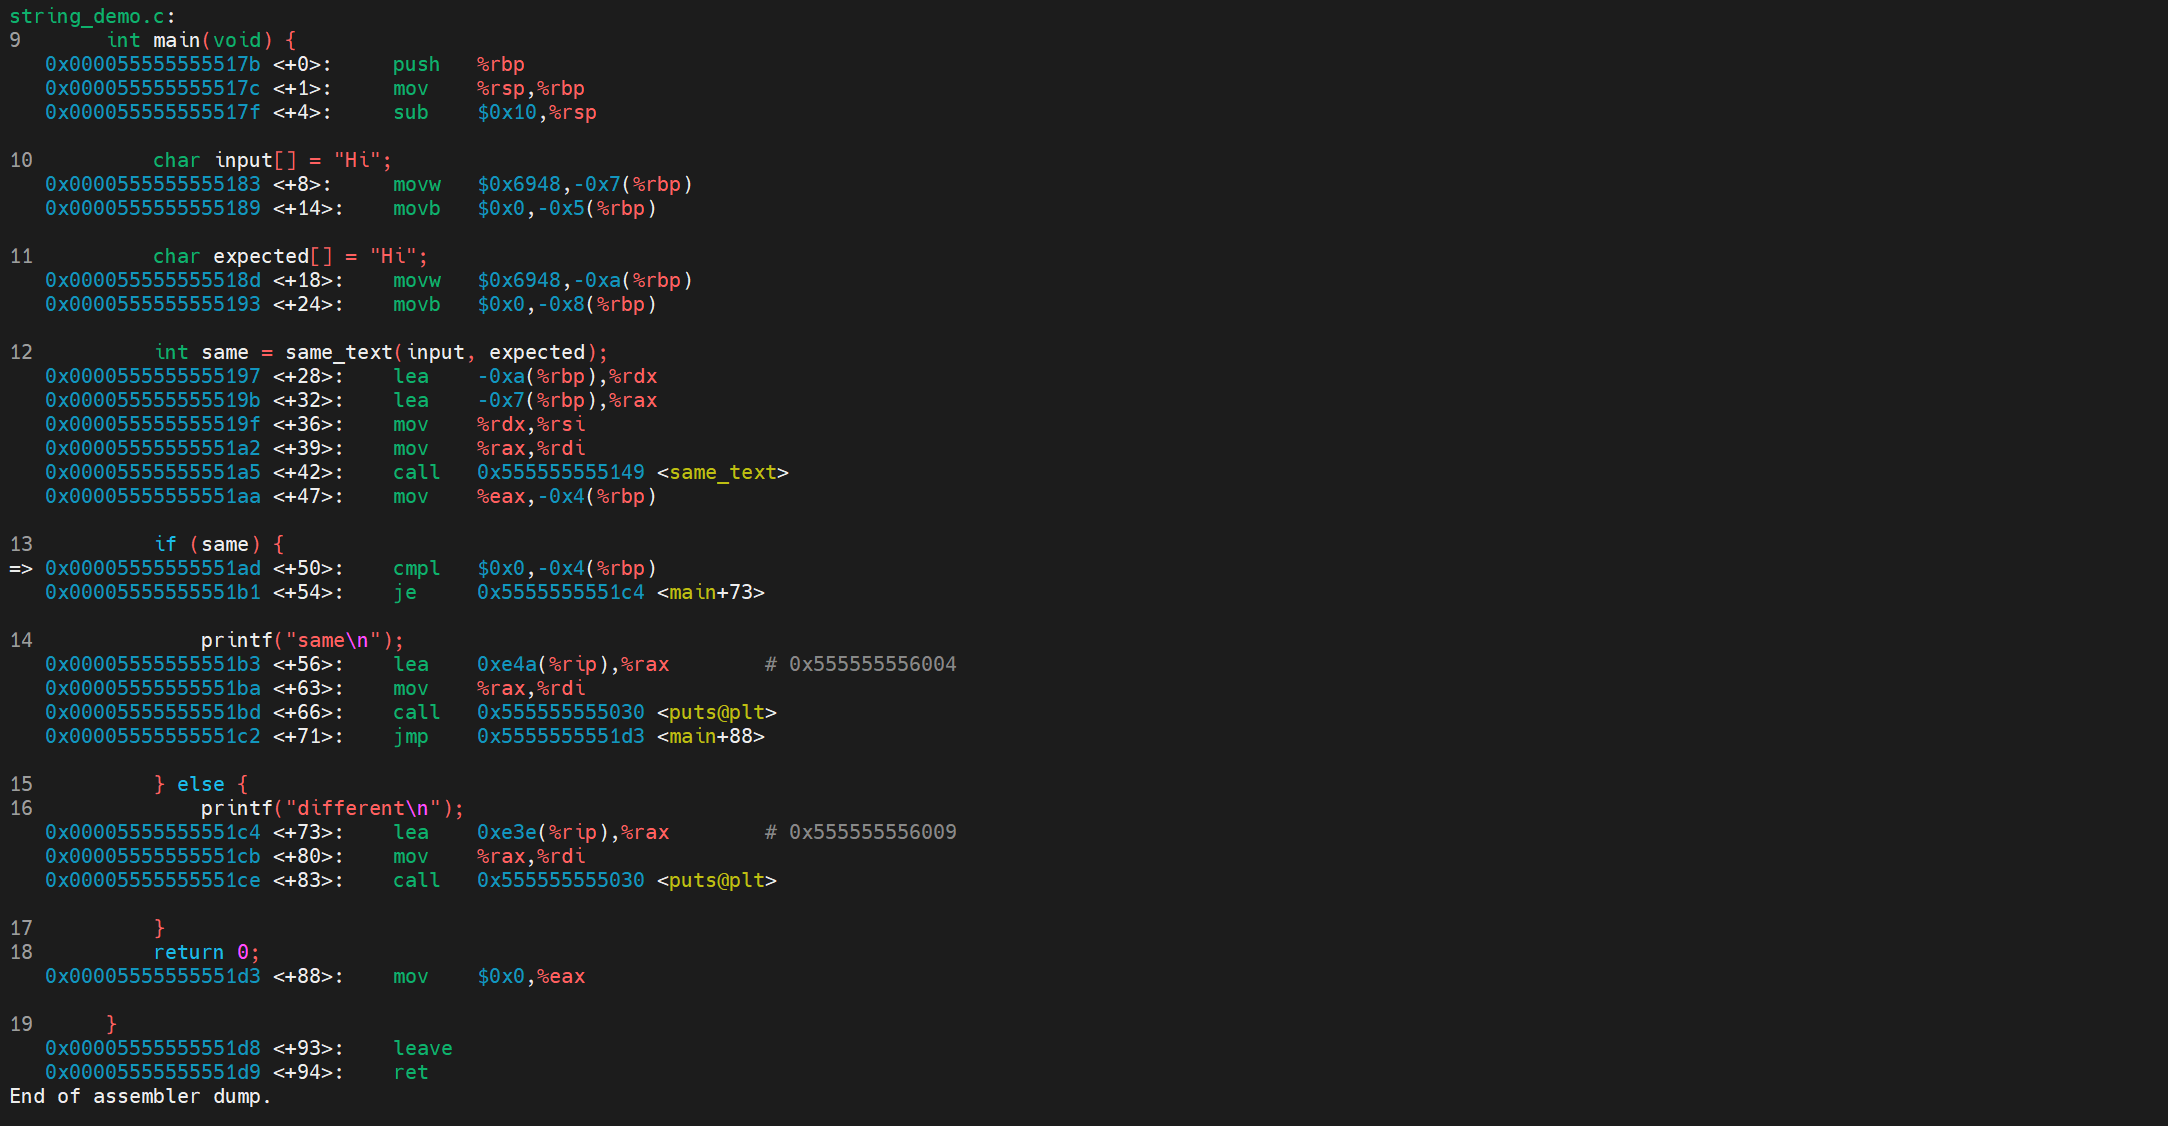 string_demo.c:
9       int main(void) {
   0x000055555555517b <+0>:     push   %rbp
   0x000055555555517c <+1>:     mov    %rsp,%rbp
   0x000055555555517f <+4>:     sub    $0x10,%rsp

10          char input[] = "Hi";
   0x0000555555555183 <+8>:     movw   $0x6948,-0x7(%rbp)
   0x0000555555555189 <+14>:    movb   $0x0,-0x5(%rbp)

11          char expected[] = "Hi";
   0x000055555555518d <+18>:    movw   $0x6948,-0xa(%rbp)
   0x0000555555555193 <+24>:    movb   $0x0,-0x8(%rbp)

12          int same = same_text(input, expected);
   0x0000555555555197 <+28>:    lea    -0xa(%rbp),%rdx
   0x000055555555519b <+32>:    lea    -0x7(%rbp),%rax
   0x000055555555519f <+36>:    mov    %rdx,%rsi
   0x00005555555551a2 <+39>:    mov    %rax,%rdi
   0x00005555555551a5 <+42>:    call   0x555555555149 <same_text>
   0x00005555555551aa <+47>:    mov    %eax,-0x4(%rbp)

13          if (same) {
=> 0x00005555555551ad <+50>:    cmpl   $0x0,-0x4(%rbp)
   0x00005555555551b1 <+54>:    je     0x5555555551c4 <main+73>

14              printf("same\n");
   0x00005555555551b3 <+56>:    lea    0xe4a(%rip),%rax        # 0x555555556004
   0x00005555555551ba <+63>:    mov    %rax,%rdi
   0x00005555555551bd <+66>:    call   0x555555555030 <puts@plt>
   0x00005555555551c2 <+71>:    jmp    0x5555555551d3 <main+88>

15          } else {
16              printf("different\n");
   0x00005555555551c4 <+73>:    lea    0xe3e(%rip),%rax        # 0x555555556009
   0x00005555555551cb <+80>:    mov    %rax,%rdi
   0x00005555555551ce <+83>:    call   0x555555555030 <puts@plt>

17          }
18          return 0;
   0x00005555555551d3 <+88>:    mov    $0x0,%eax

19      }
   0x00005555555551d8 <+93>:    leave
   0x00005555555551d9 <+94>:    ret
End of assembler dump.